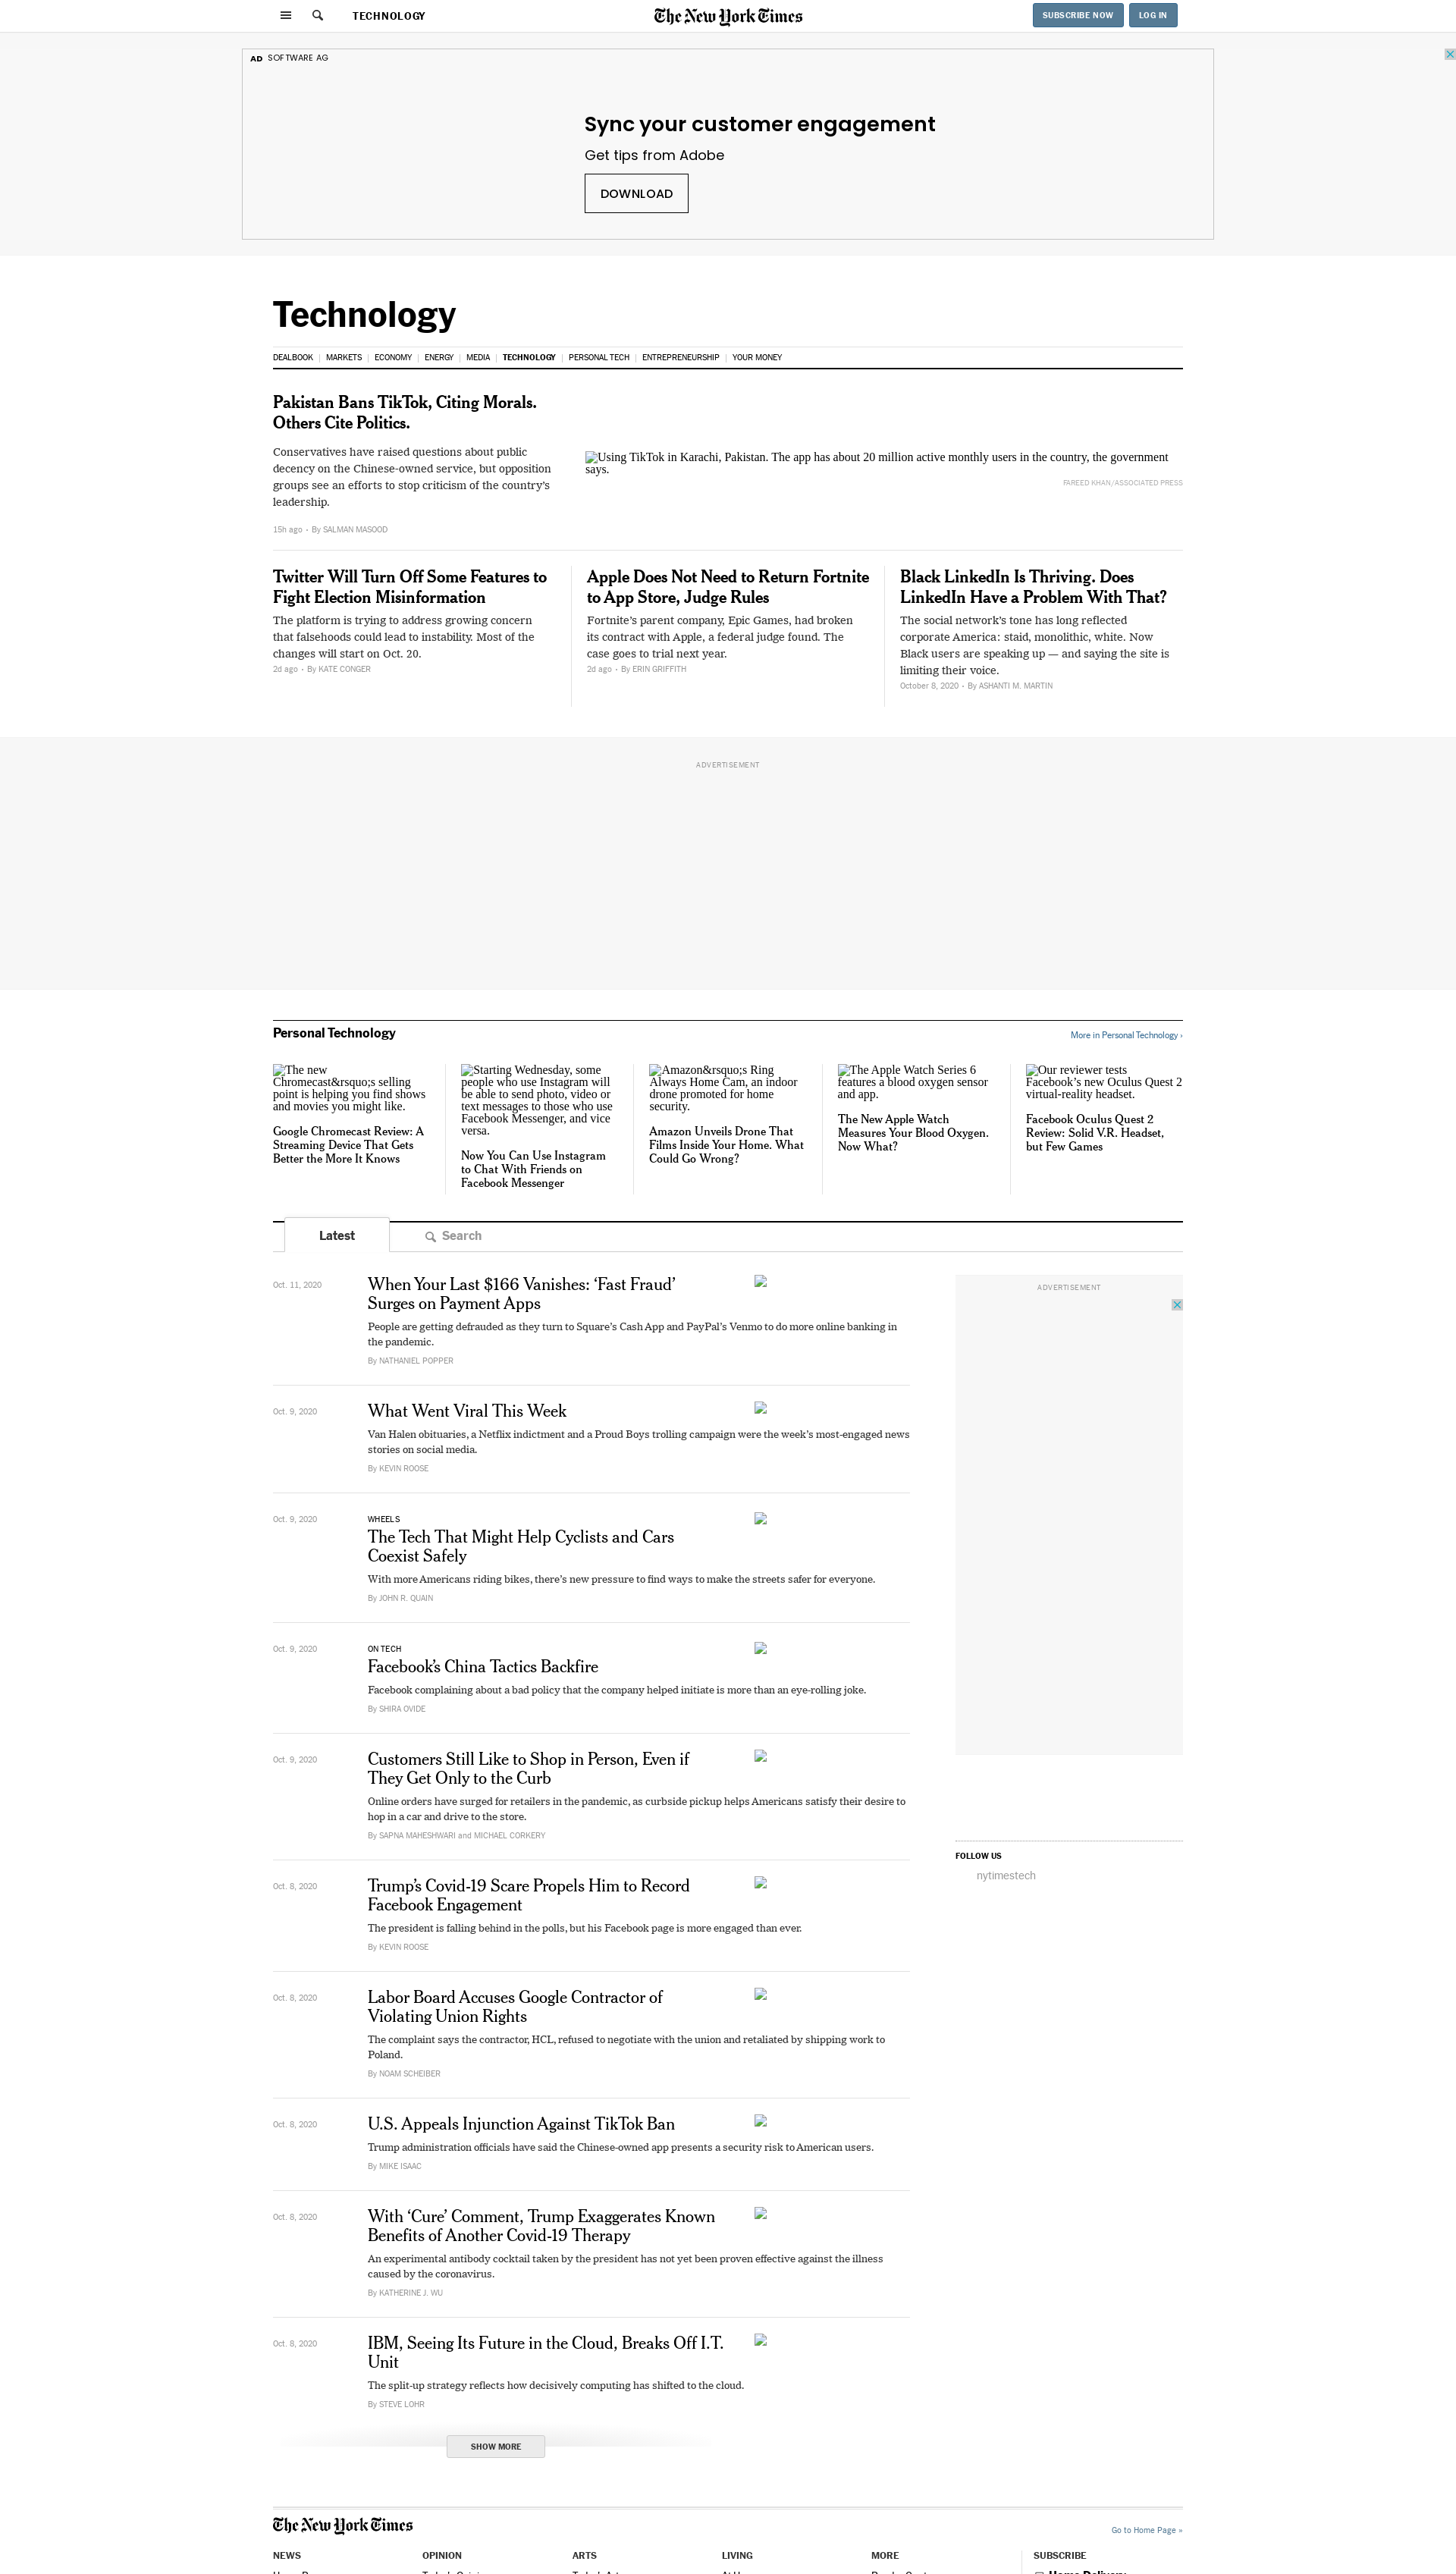 TECHNOLOGY
The New York Times
SUBSCRIBE NOW
LOG IN
AD SOFTWARE AG
Sync your customer engagement
Get tips from Adobe
DOWNLOAD
Technology
DEALBOOK | MARKETS | ECONOMY | ENERGY | MEDIA | TECHNOLOGY | PERSONAL TECH | ENTREPRENEURSHIP | YOUR MONEY
Pakistan Bans TikTok, Citing Morals.
Others Cite Politics.
Conservatives have raised questions about public
decency on the Chinese-owned service, but opposition
groups see an efforts to stop criticism of the country’s
leadership.
15h ago • By SALMAN MASOOD
Using TikTok in Karachi, Pakistan. The app has about 20 million active monthly users in the country, the government
says.
FAREED KHAN/ASSOCIATED PRESS
Twitter Will Turn Off Some Features to
Fight Election Misinformation
The platform is trying to address growing concern
that falsehoods could lead to instability. Most of the
changes will start on Oct. 20.
2d ago • By KATE CONGER
Apple Does Not Need to Return Fortnite
to App Store, Judge Rules
Fortnite’s parent company, Epic Games, had broken
its contract with Apple, a federal judge found. The
case goes to trial next year.
2d ago • By ERIN GRIFFITH
Black LinkedIn Is Thriving. Does
LinkedIn Have a Problem With That?
The social network’s tone has long reflected
corporate America: staid, monolithic, white. Now
Black users are speaking up — and saying the site is
limiting their voice.
October 8, 2020 • By ASHANTI M. MARTIN
ADVERTISEMENT
Personal Technology
More in Personal Technology ›
The new
Chromecast&rsquo;s selling
point is helping you find shows
and movies you might like.
Google Chromecast Review: A
Streaming Device That Gets
Better the More It Knows
Starting Wednesday, some
people who use Instagram will
be able to send photo, video or
text messages to those who use
Facebook Messenger, and vice
versa.
Now You Can Use Instagram
to Chat With Friends on
Facebook Messenger
Amazon&rsquo;s Ring
Always Home Cam, an indoor
drone promoted for home
security.
Amazon Unveils Drone That
Films Inside Your Home. What
Could Go Wrong?
The Apple Watch Series 6
features a blood oxygen sensor
and app.
The New Apple Watch
Measures Your Blood Oxygen.
Now What?
Our reviewer tests
Facebook’s new Oculus Quest 2
virtual-reality headset.
Facebook Oculus Quest 2
Review: Solid V.R. Headset,
but Few Games
Latest
Search
Oct. 11, 2020
When Your Last $166 Vanishes: ‘Fast Fraud’
Surges on Payment Apps
People are getting defrauded as they turn to Square’s Cash App and PayPal’s Venmo to do more online banking in
the pandemic.
By NATHANIEL POPPER
Oct. 9, 2020
What Went Viral This Week
Van Halen obituaries, a Netflix indictment and a Proud Boys trolling campaign were the week’s most-engaged news
stories on social media.
By KEVIN ROOSE
Oct. 9, 2020
WHEELS
The Tech That Might Help Cyclists and Cars
Coexist Safely
With more Americans riding bikes, there’s new pressure to find ways to make the streets safer for everyone.
By JOHN R. QUAIN
Oct. 9, 2020
ON TECH
Facebook’s China Tactics Backfire
Facebook complaining about a bad policy that the company helped initiate is more than an eye-rolling joke.
By SHIRA OVIDE
Oct. 9, 2020
Customers Still Like to Shop in Person, Even if
They Get Only to the Curb
Online orders have surged for retailers in the pandemic, as curbside pickup helps Americans satisfy their desire to
hop in a car and drive to the store.
By SAPNA MAHESHWARI and MICHAEL CORKERY
Oct. 8, 2020
Trump’s Covid-19 Scare Propels Him to Record
Facebook Engagement
The president is falling behind in the polls, but his Facebook page is more engaged than ever.
By KEVIN ROOSE
Oct. 8, 2020
Labor Board Accuses Google Contractor of
Violating Union Rights
The complaint says the contractor, HCL, refused to negotiate with the union and retaliated by shipping work to
Poland.
By NOAM SCHEIBER
Oct. 8, 2020
U.S. Appeals Injunction Against TikTok Ban
Trump administration officials have said the Chinese-owned app presents a security risk to American users.
By MIKE ISAAC
Oct. 8, 2020
With ‘Cure’ Comment, Trump Exaggerates Known
Benefits of Another Covid-19 Therapy
An experimental antibody cocktail taken by the president has not yet been proven effective against the illness
caused by the coronavirus.
By KATHERINE J. WU
Oct. 8, 2020
IBM, Seeing Its Future in the Cloud, Breaks Off I.T.
Unit
The split-up strategy reflects how decisively computing has shifted to the cloud.
By STEVE LOHR
SHOW MORE
ADVERTISEMENT
FOLLOW US
nytimestech
The New York Times
Go to Home Page »
NEWS
OPINION
ARTS
LIVING
MORE
SUBSCRIBE